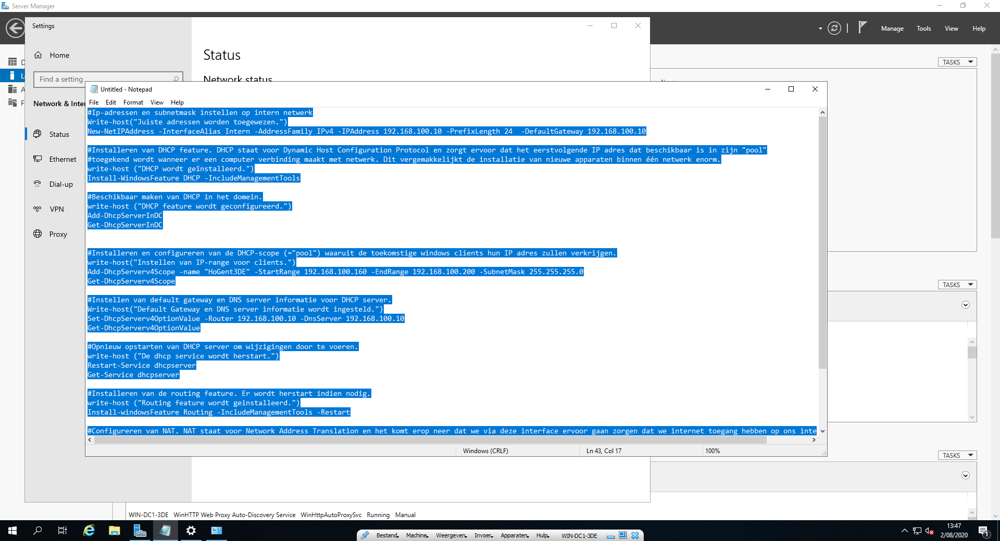 Server Manager
Manage
Tools
View
Help
Settings
Home
Find a setting
Network & Inter
Status
Ethernet
Dial-up
VPN
Proxy
Status
Network status
D
L
A
F
TASKS
TASKS
TASKS
Untitled - Notepad
File Edit Format View Help
#Ip-adressen en subnetmask instellen op intern netwerk
Write-host("Juiste adressen worden toegewezen.")
New-NetIPAddress -InterfaceAlias Intern -AddressFamily IPv4 -IPAddress 192.168.100.10 -PrefixLength 24  -DefaultGateway 192.168.100.10
#Installeren van DHCP feature. DHCP staat voor Dynamic Host Configuration Protocol en zorgt ervoor dat het eerstvolgende IP adres dat beschikbaar is in zijn "pool"
#toegekend wordt wanneer er een computer verbinding maakt met netwerk. Dit vergemakkelijkt de installatie van nieuwe apparaten binnen één netwerk enorm.
write-host ("DHCP wordt geïnstalleerd.")
Install-WindowsFeature DHCP -IncludeManagementTools
#Beschikbaar maken van DHCP in het domein.
write-host ("DHCP feature wordt geconfigureerd.")
Add-DhcpServerInDC
Get-DhcpServerInDC
#Installeren en configureren van de DHCP-scope (="pool") waaruit de toekomstige windows clients hun IP adres zullen verkrijgen.
write-host("Instellen van IP-range voor clients.")
Add-DhcpServerv4Scope -name "HoGent3DE" -StartRange 192.168.100.160 -EndRange 192.168.100.200 -SubnetMask 255.255.255.0
Get-DhcpServerv4Scope
#Instellen van default gateway en DNS server informatie voor DHCP server.
Write-host("Default Gateway en DNS server informatie wordt ingesteld.")
Set-DhcpServerv4OptionValue -Router 192.168.100.10 -DnsServer 192.168.100.10
Get-DhcpServerv4OptionValue
#Opnieuw opstarten van DHCP server om wijzigingen door te voeren.
write-host ("De dhcp service wordt herstart.")
Restart-Service dhcpserver
Get-Service dhcpserver
#Installeren van de routing feature. Er wordt herstart indien nodig.
write-host ("Routing feature wordt geinstalleerd.")
Install-windowsFeature Routing -IncludeManagementTools -Restart
#Configureren van NAT. NAT staat voor Network Address Translation en het komt erop neer dat we via deze interface ervoor gaan zorgen dat we internet toegang hebben op ons inte
Windows (CRLF)
Ln 43, Col 17
100%
WIN-DC1-3DE WinHTTP Web Proxy Auto-Discovery Service WinHttpAutoProxySvc Running Manual
Bestand Machine Weergeven Invoer Apparaten Hulp WIN-DC1-3DE
13:47
2/08/2020
1